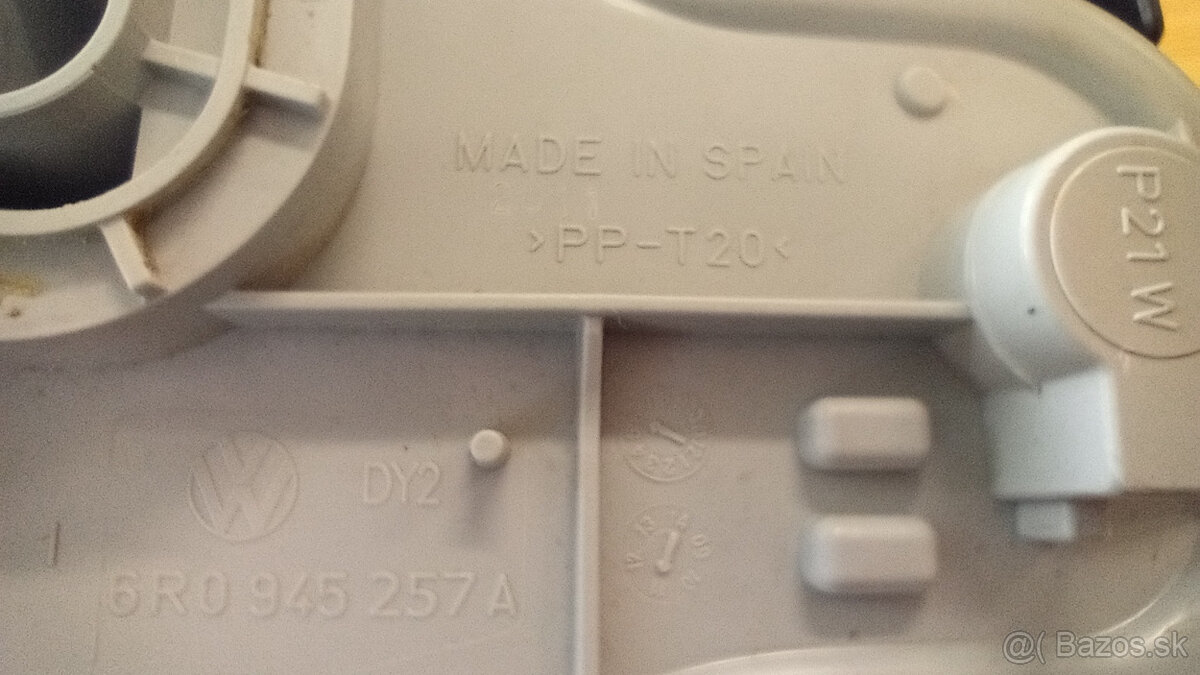 MADE IN SPAIN
>PP-T20<
P21W
DY2
6R0 945 257 A
@( Bazos.sk